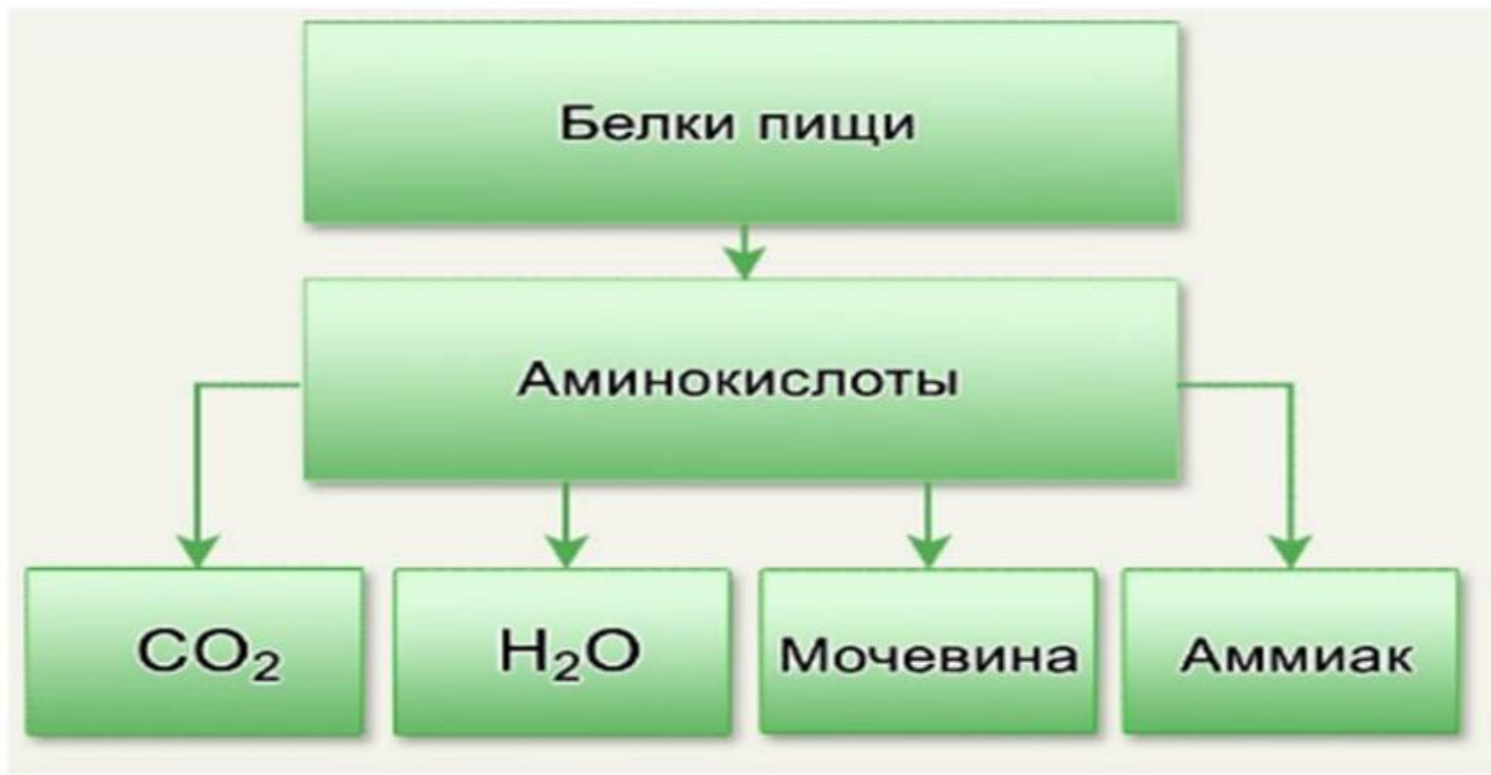 Белки пищи
Аминокислоты
CO₂
H₂O
Мочевина
Аммиак